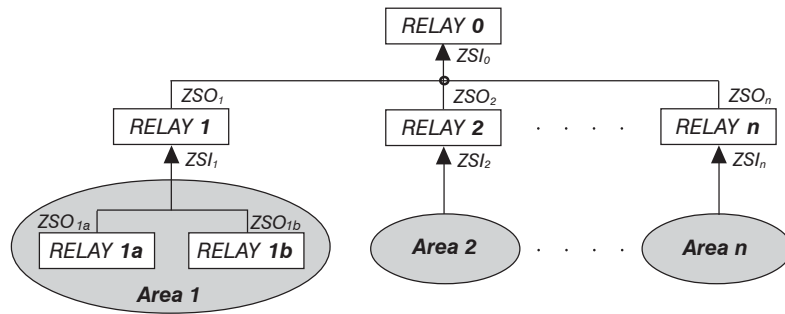 RELAY 0
ZSI0
ZSO1 ZSO2 ZSOn
RELAY 1 RELAY 2 . . . . RELAY n
ZSI1 ZSI2 ZSIn
ZSO1a ZSO1b
RELAY 1a RELAY 1b Area 2 . . . . Area n
Area 1